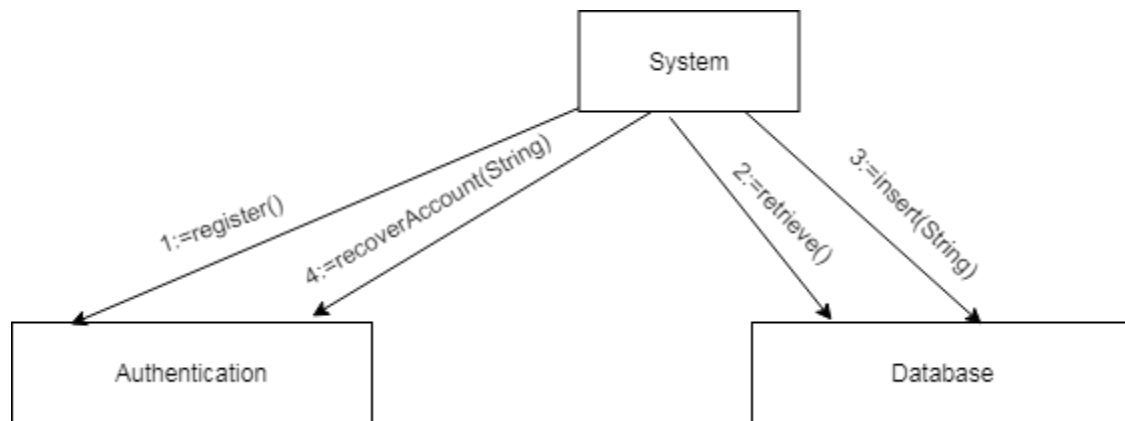 System
1:=register()
4:=recoverAccount(String)
2:=retrieve()
3:=insert(String)
Authentication
Database